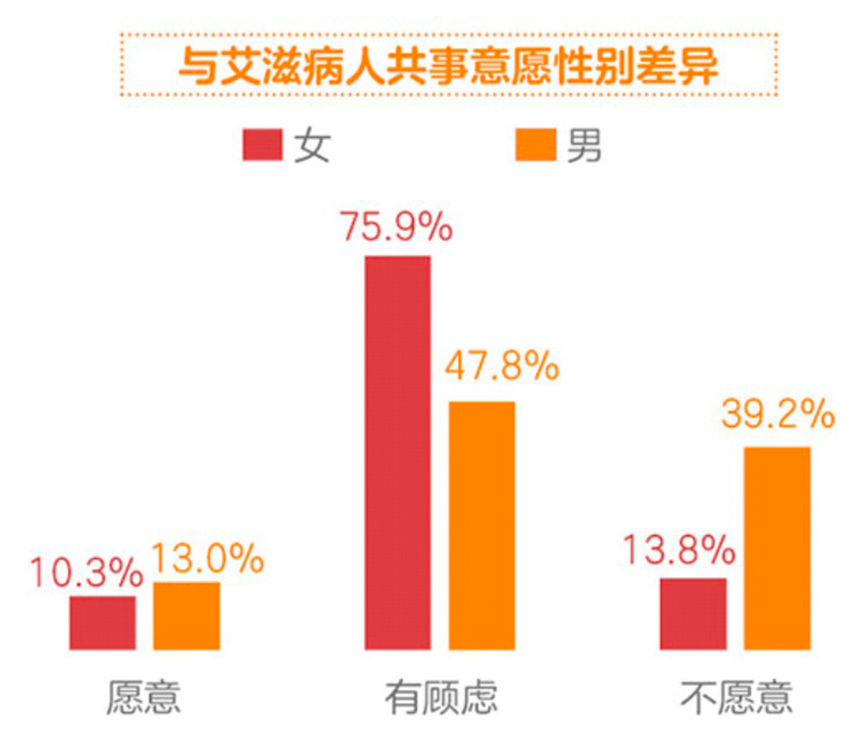 与艾滋病人共事意愿性别差异
女 男
75.9%
47.8%
39.2%
13.8%
10.3% 13.0%
愿意 有顾虑 不愿意